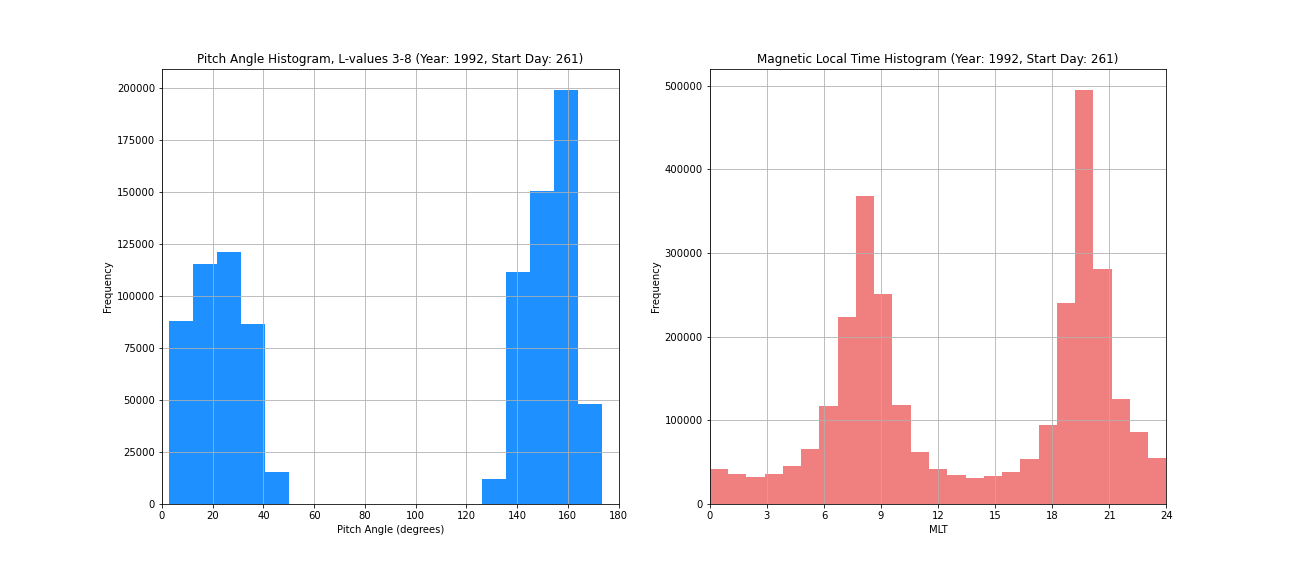 Pitch Angle Histogram, L-values 3-8 (Year: 1992, Start Day: 261)
200000
175000
150000
125000
100000
75000
50000
25000
0
Frequency
0 20 40 60 80 100 120 140 160 180
Pitch Angle (degrees)
Magnetic Local Time Histogram (Year: 1992, Start Day: 261)
500000
400000
300000
200000
100000
0
Frequency
0 3 6 9 12 15 18 21 24
MLT